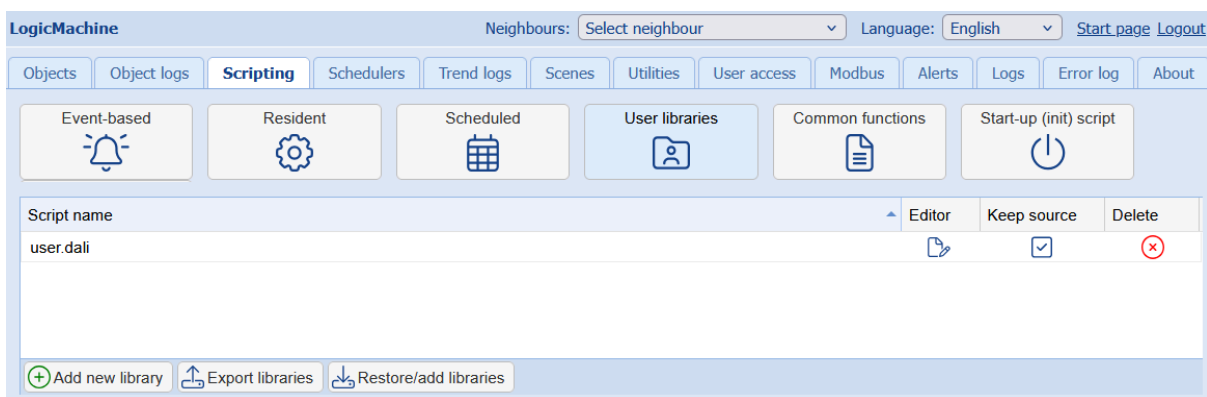 LogicMachine Neighbours: Select neighbour Language: English Start page Logout
Objects Object logs Scripting Schedulers Trend logs Scenes Utilities User access Modbus Alerts Logs Error log About
Event-based Resident Scheduled User libraries Common functions Start-up (init) script
Script name Editor Keep source Delete
user.dali
Add new library Export libraries Restore/add libraries